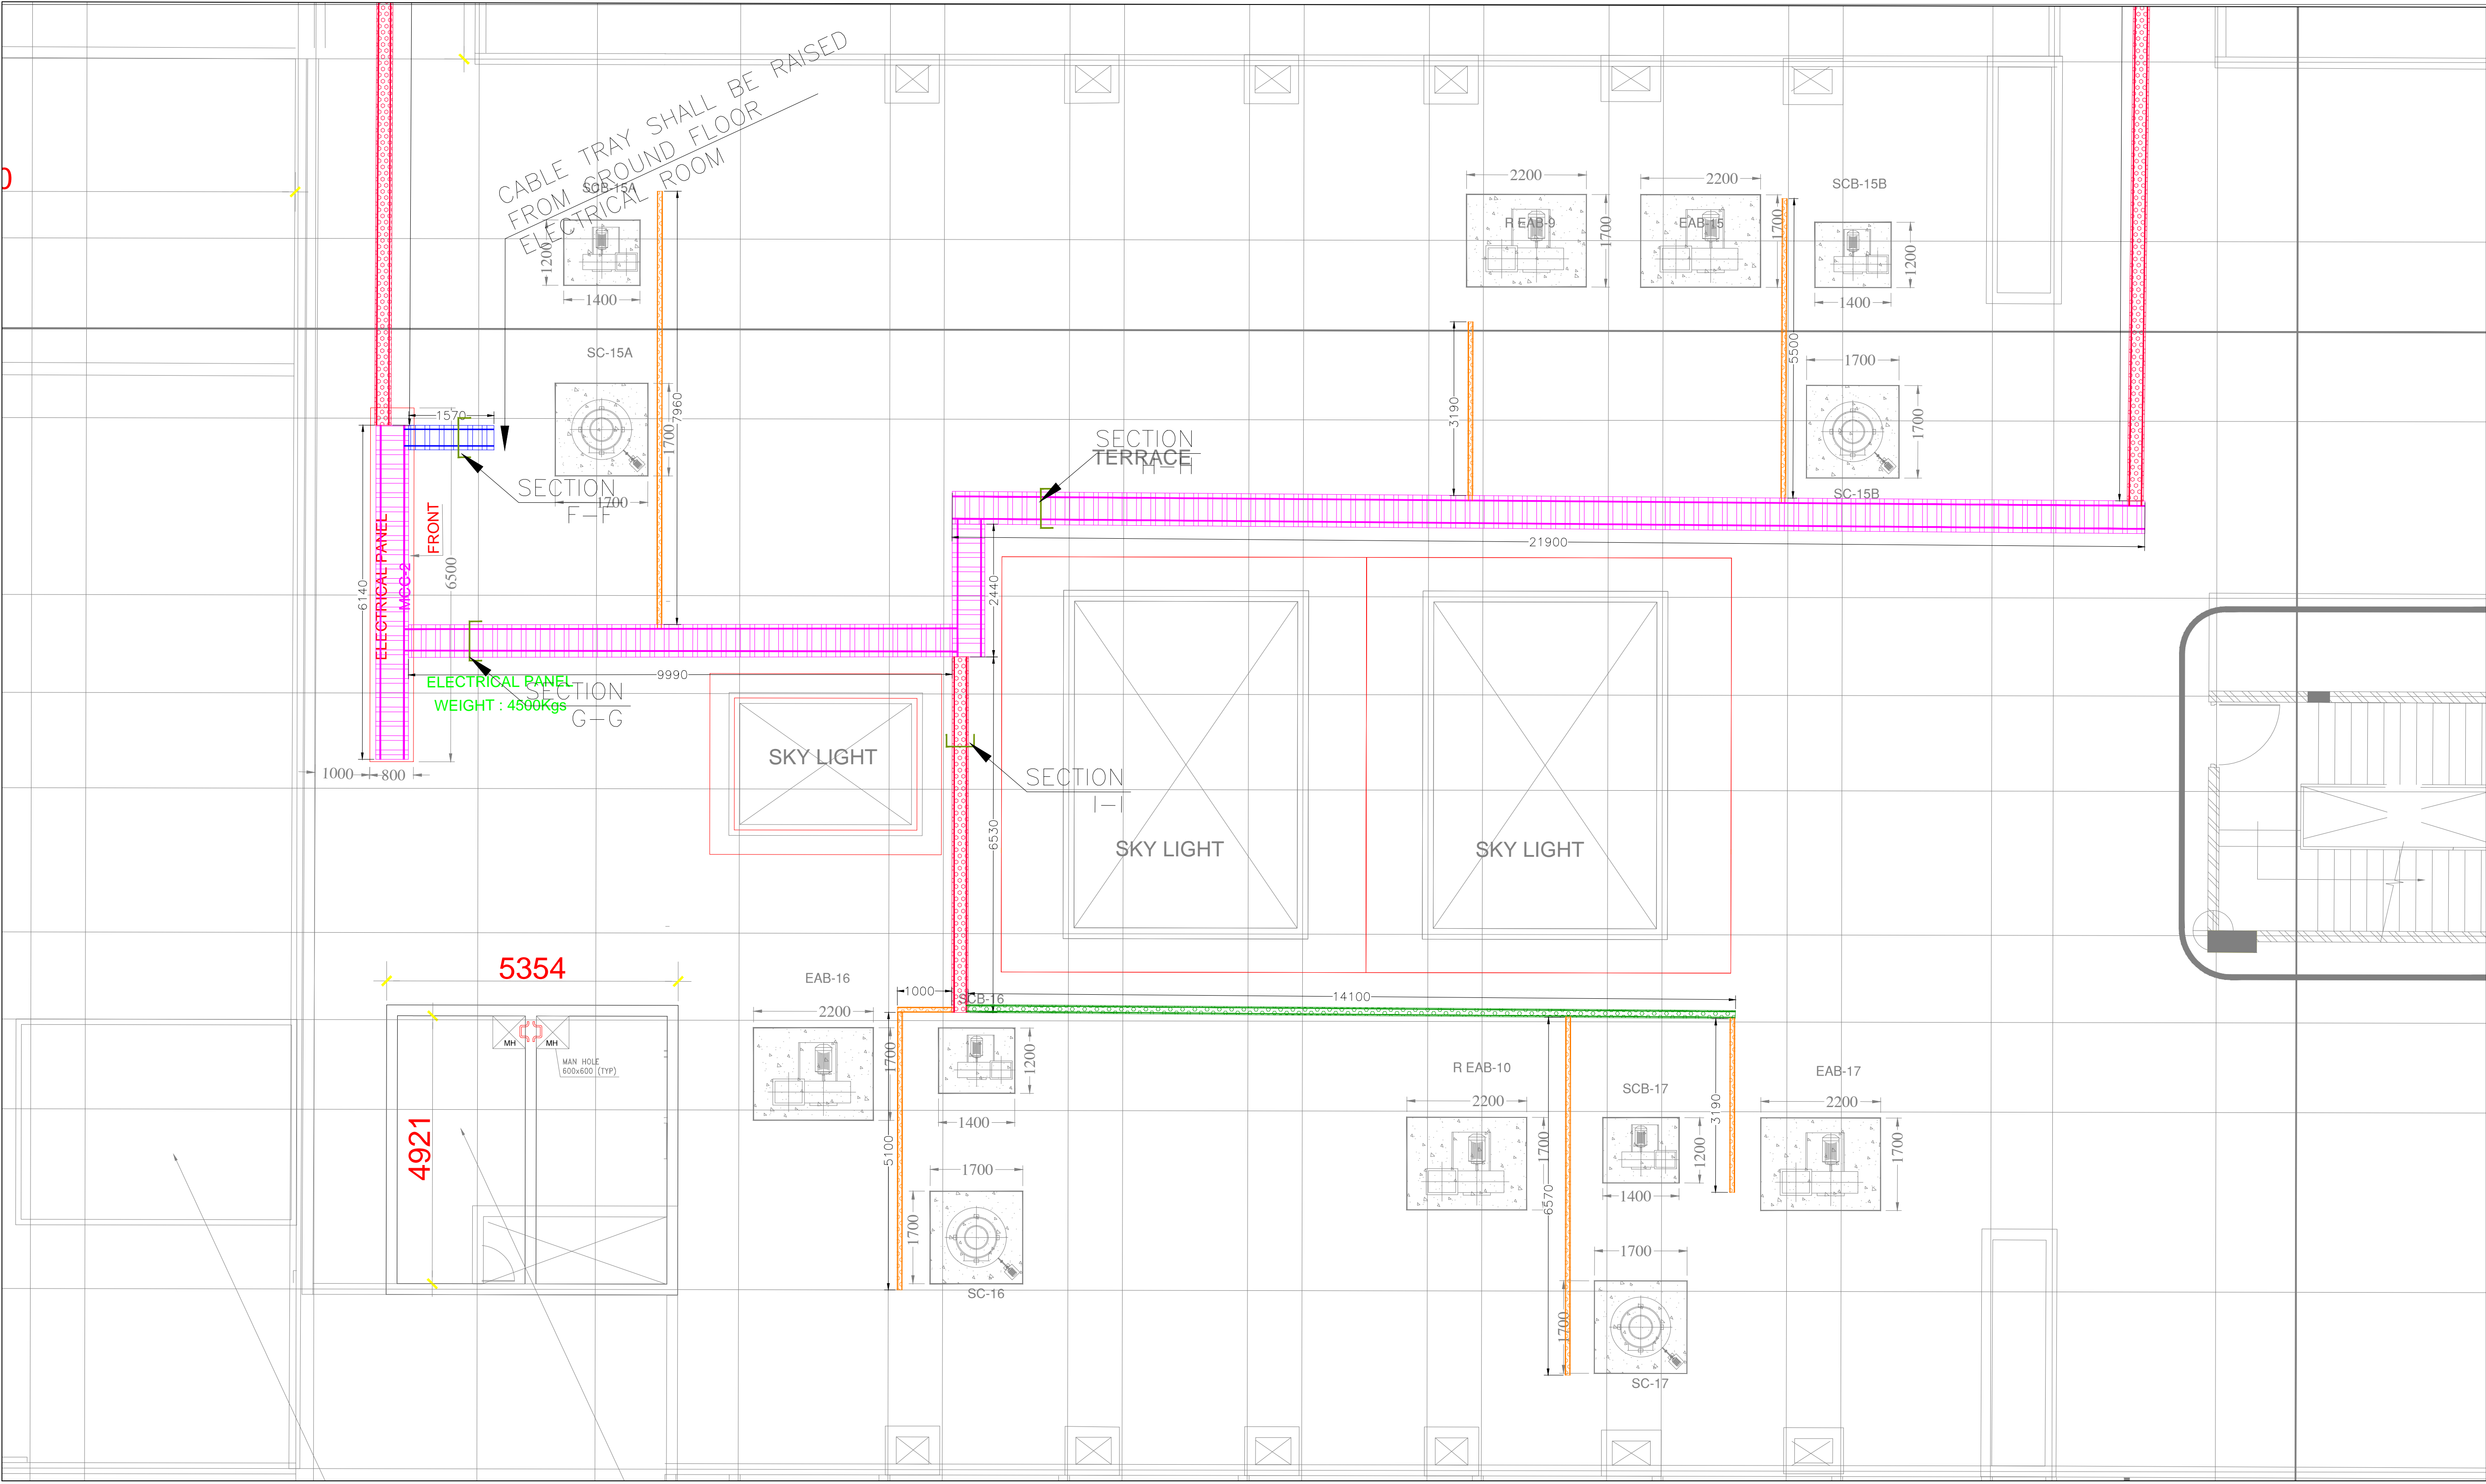 CABLE TRAY SHALL BE RAISED
FROM GROUND FLOOR
ELECTRICAL ROOM
SCB-15A
1200
1400
7960
SC-15A
1700
1700
1570
SECTION
F-F
2200
R EAB-9
1700
2200
EAB-15
1700
SCB-15B
1200
1400
3190
5500
1700
1700
SC-15B
SECTION
TERRACE
H-H
21900
ELECTRICAL PANEL
MCC-2
FRONT
6140
6500
2440
9990
ELECTRICAL PANEL
WEIGHT : 4500Kgs
SECTION
G-G
1000
800
SKY LIGHT
SECTION
I-I
6530
SKY LIGHT
SKY LIGHT
5354
4921
MH
MH
MAN HOLE
600x600 (TYP)
EAB-16
2200
1700
1000
SCB-16
14100
1200
1400
5100
1700
1700
SC-16
R EAB-10
2200
1700
6570
SCB-17
1200
1400
3190
EAB-17
2200
1700
1700
1700
SC-17